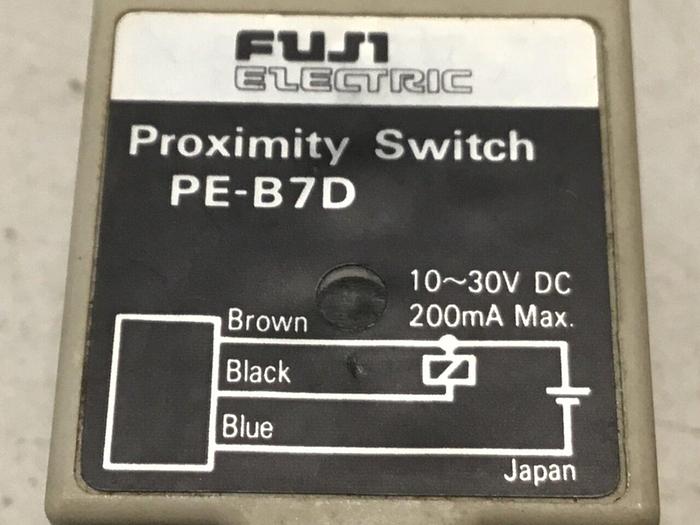 FUJI
ELECTRIC
Proximity Switch
PE-B7D
10~30V DC
200mA Max.
Brown
Black
Blue
Japan